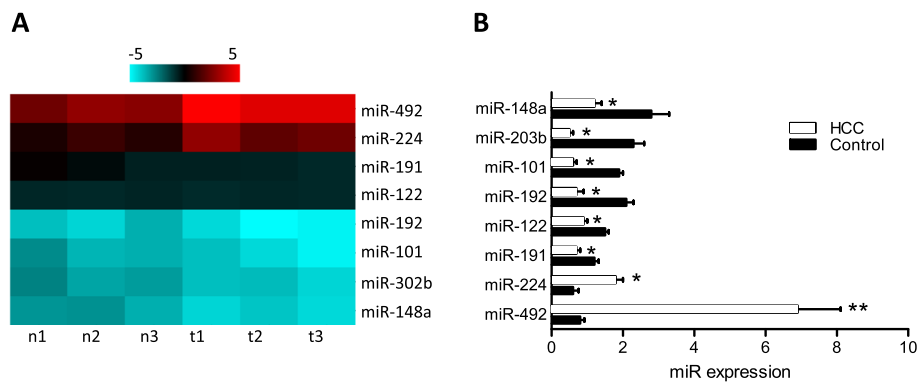 A
-5 5
miR-492
miR-224
miR-191
miR-122
miR-192
miR-101
miR-302b
miR-148a
n1 n2 n3 t1 t2 t3
B
miR-148a *
miR-203b *
miR-101 *
miR-192 *
miR-122 *
miR-191 *
miR-224 *
miR-492 **
HCC
Control
0 2 4 6 8 10
miR expression